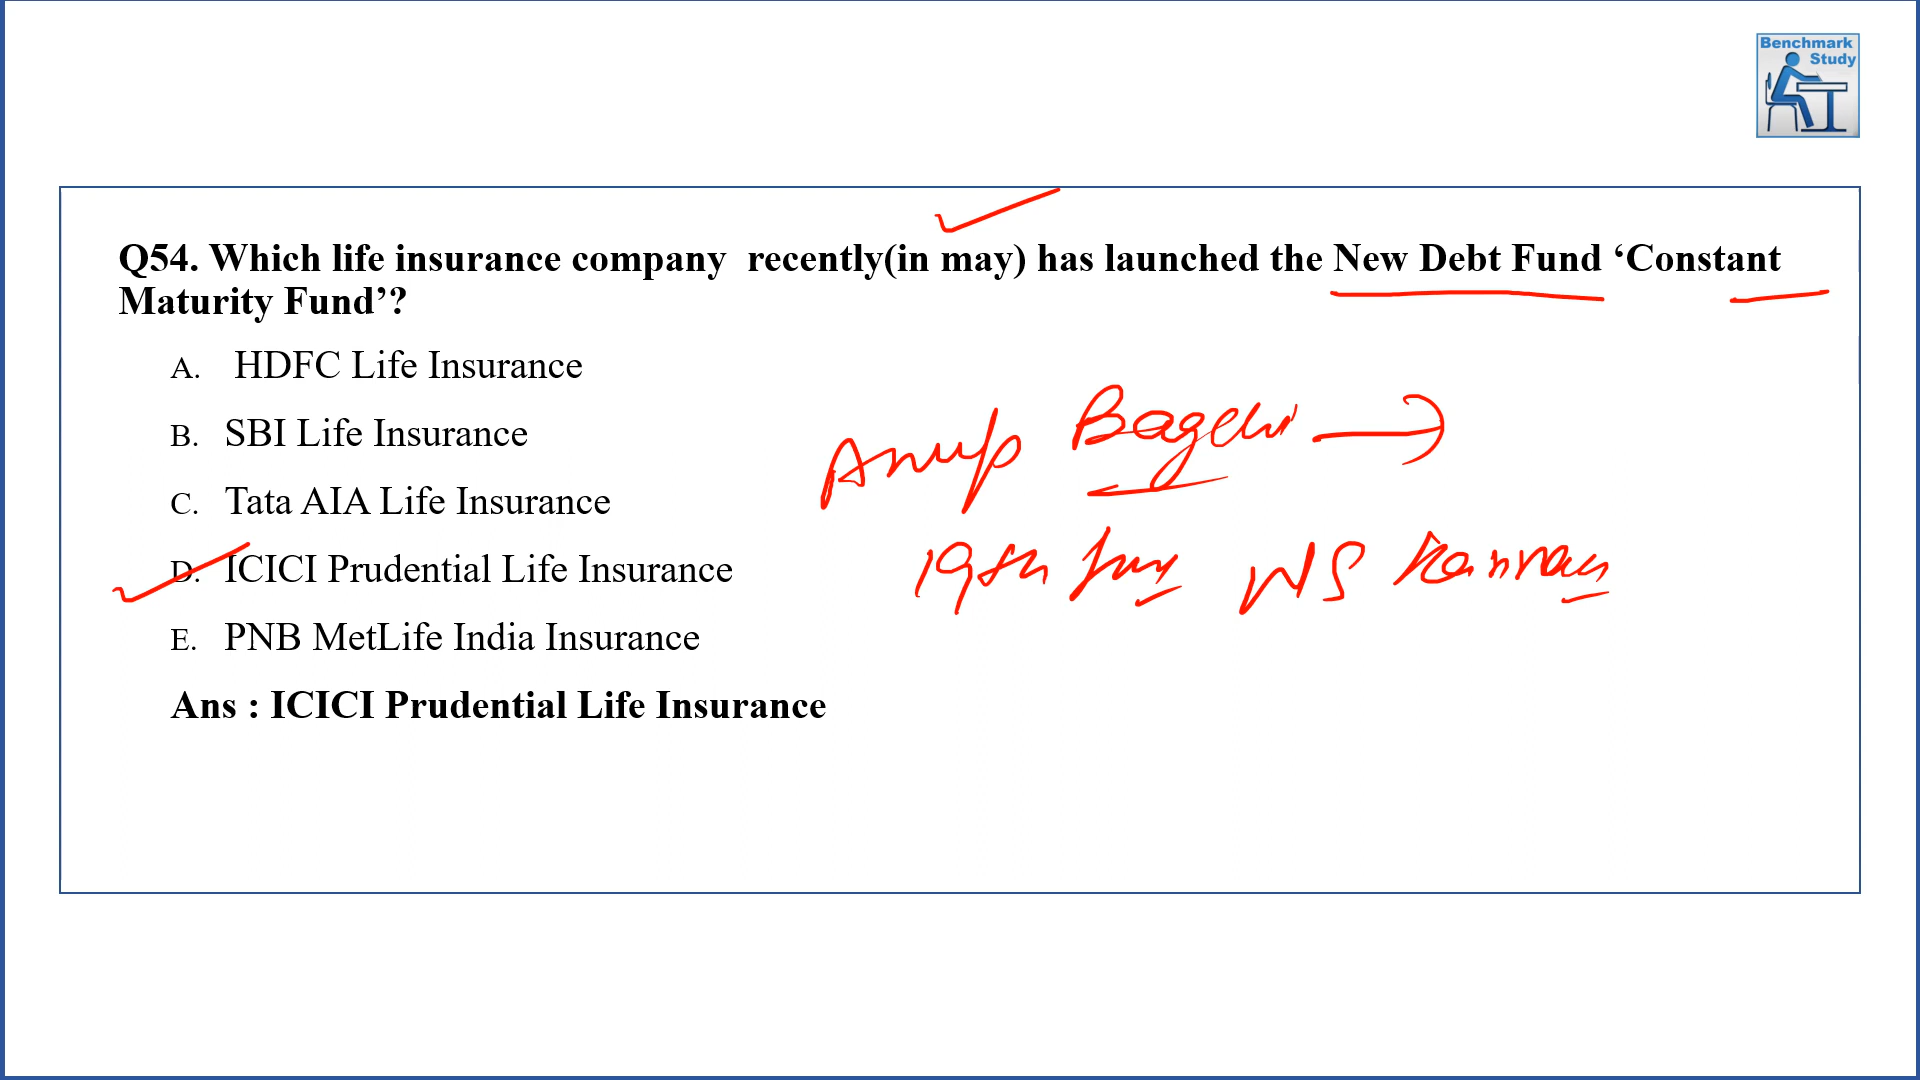 Benchmark
Study
Q54. Which life insurance company recently(in may) has launched the New Debt Fund ‘Constant
Maturity Fund’?
A. HDFC Life Insurance
B. SBI Life Insurance
C. Tata AIA Life Insurance
D. ICICI Prudential Life Insurance
E. PNB MetLife India Insurance
Ans : ICICI Prudential Life Insurance
Anup Bagchi
19th NS